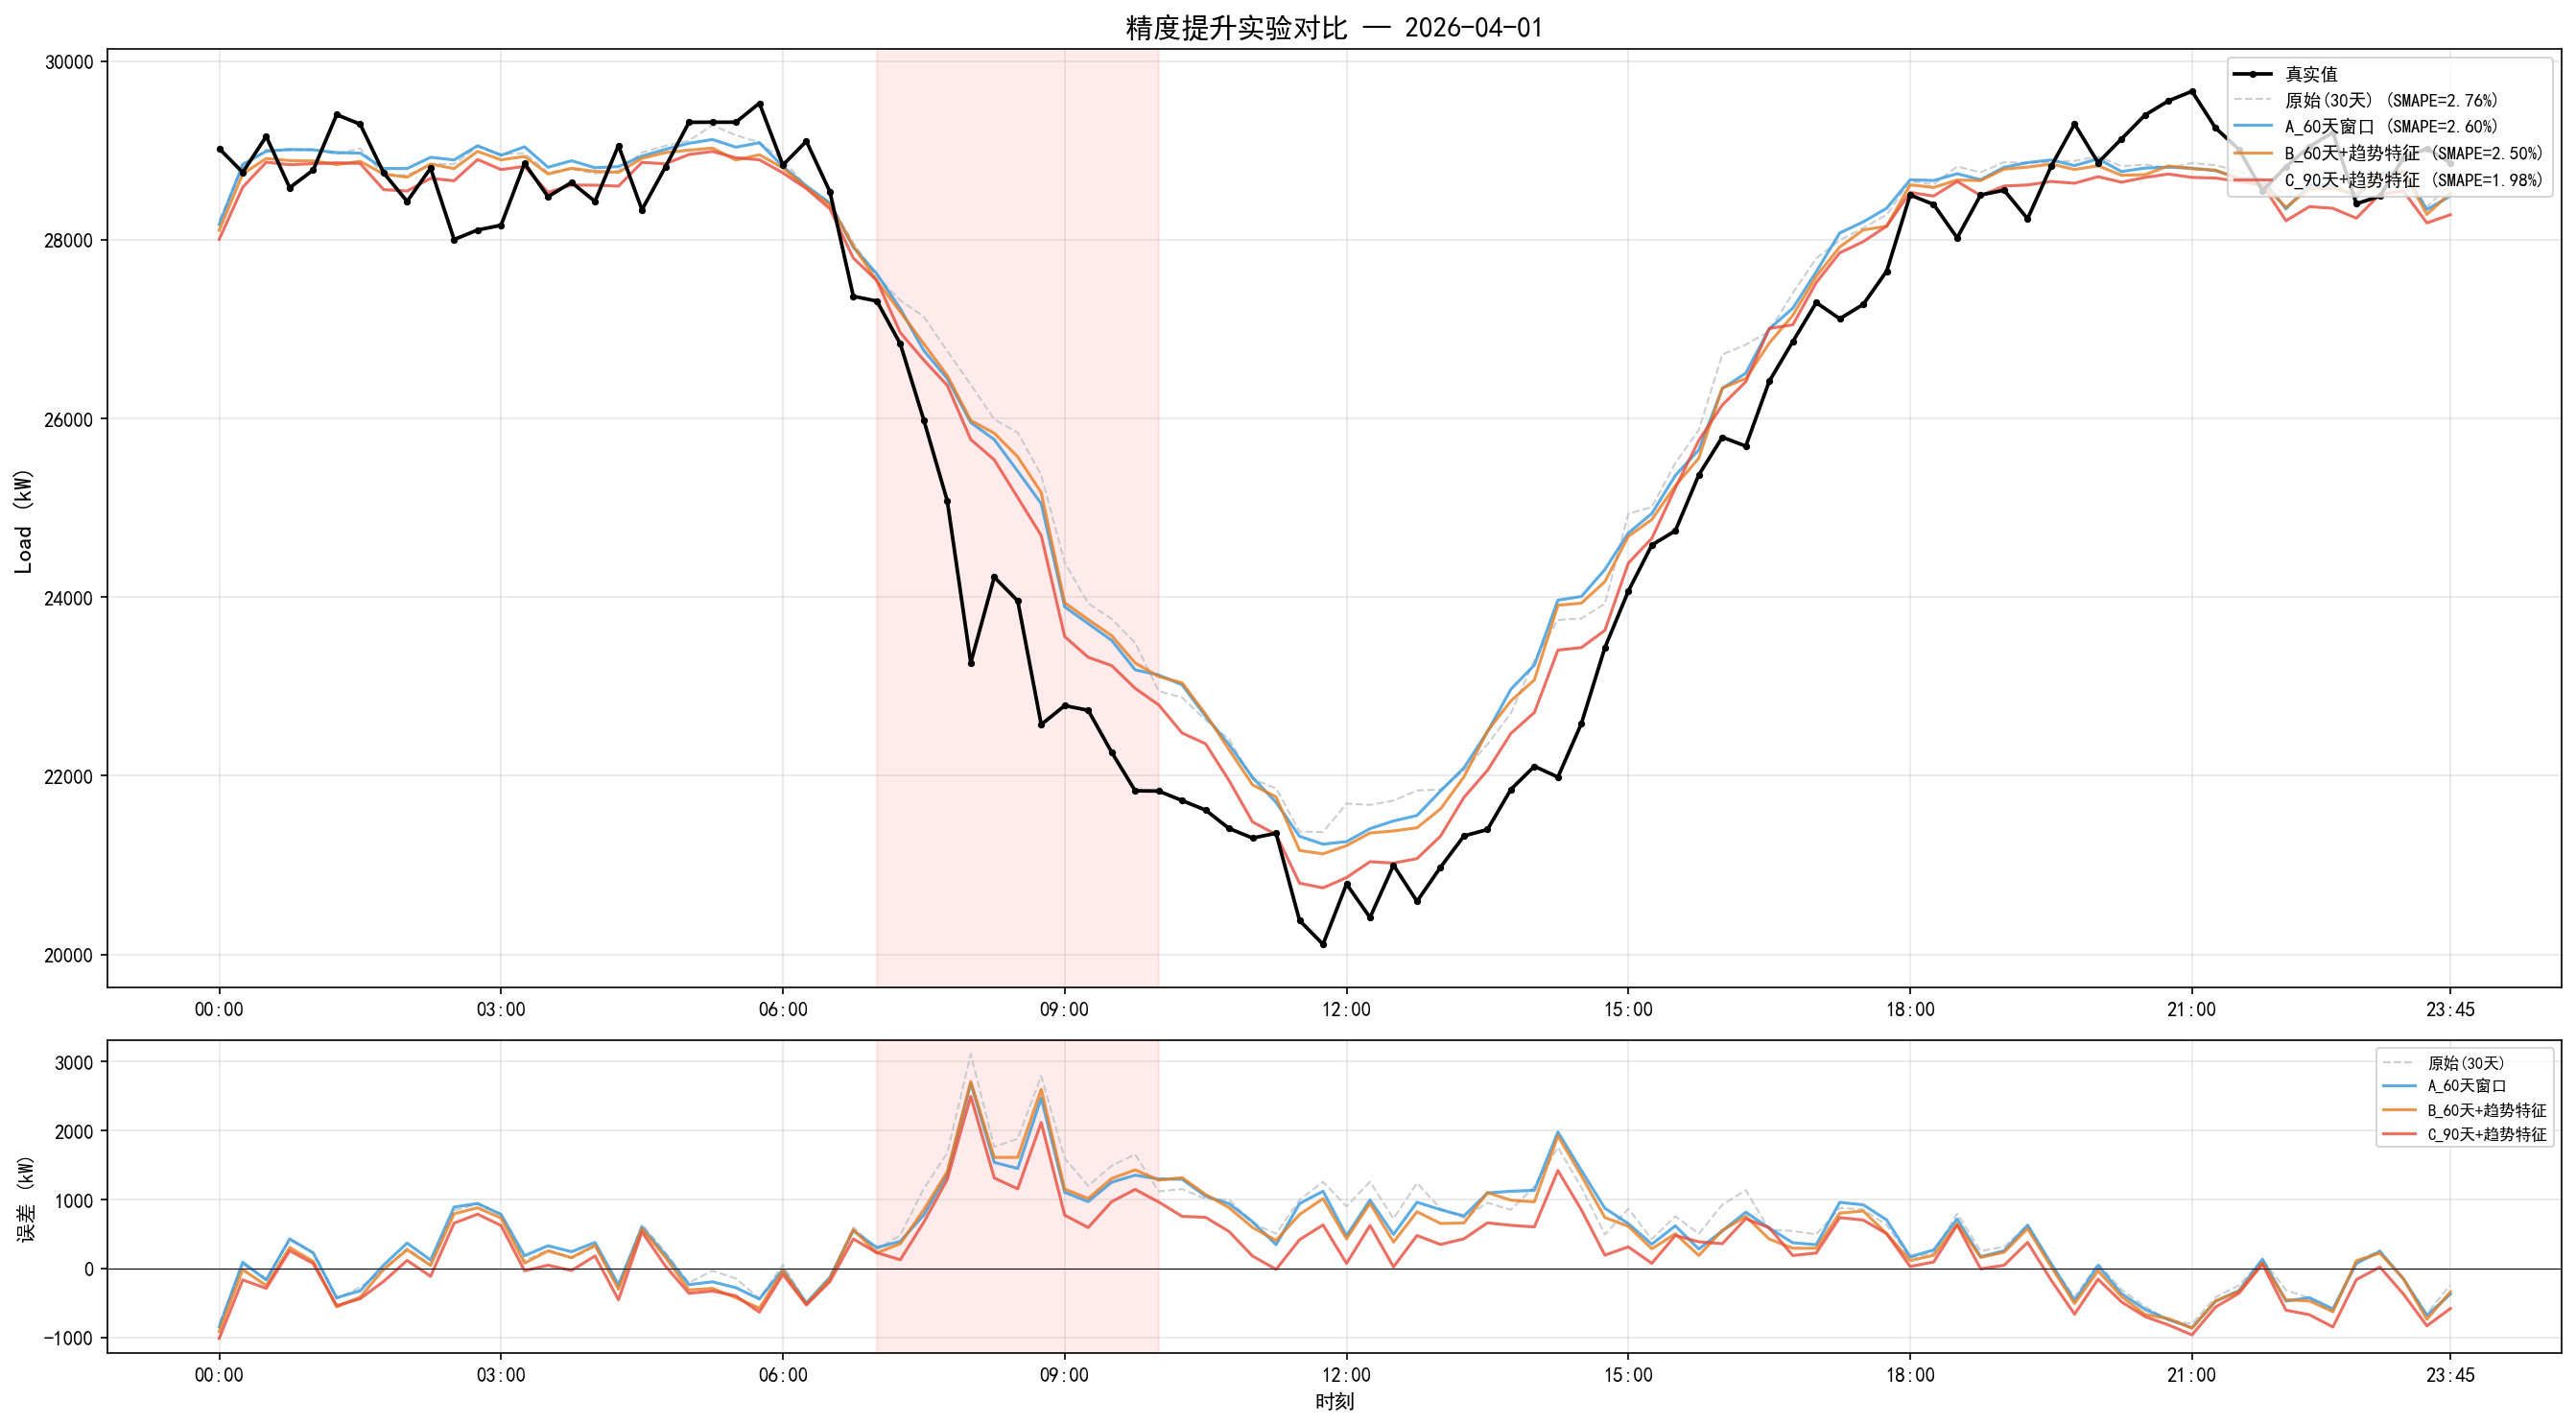 精度提升实验对比 — 2026-04-01
Load (kW)
30000
28000
26000
24000
22000
20000
真实值
原始(30天) (SMAPE=2.76%)
A_60天窗口 (SMAPE=2.60%)
B_60天+趋势特征 (SMAPE=2.50%)
C_90天+趋势特征 (SMAPE=1.98%)
00:00 03:00 06:00 09:00 12:00 15:00 18:00 21:00 23:45
误差 (kW)
3000
2000
1000
0
-1000
原始(30天)
A_60天窗口
B_60天+趋势特征
C_90天+趋势特征
00:00 03:00 06:00 09:00 12:00 15:00 18:00 21:00 23:45
时刻